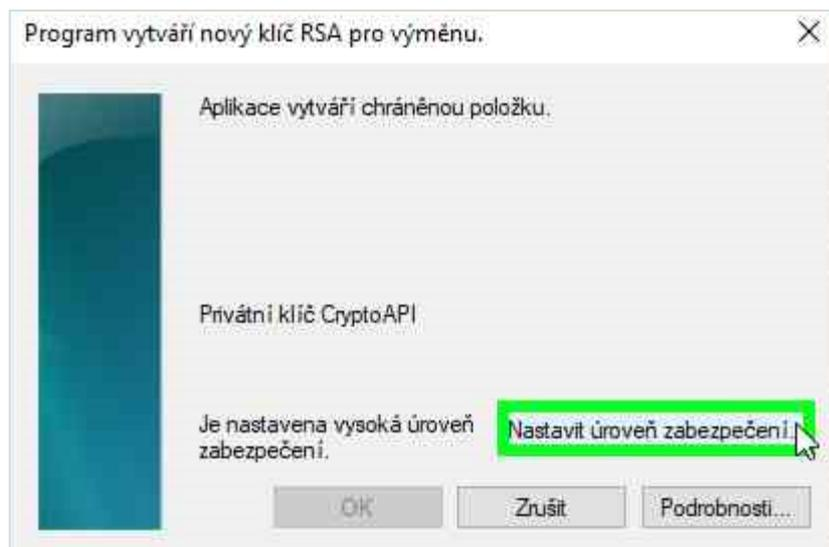 Program vytváří nový klíč RSA pro výměnu.
Aplikace vytváří chráněnou položku.
Privátní klíč CryptoAPI
Je nastavena vysoká úroveň
zabezpečení.
Nastavit úroveň zabezpečení...
OK
Zrušit
Podrobnosti...